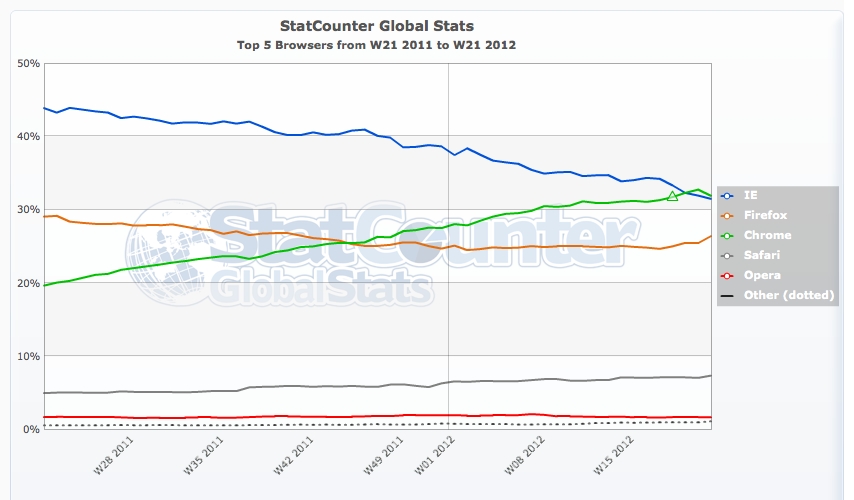 StatCounter Global Stats
Top 5 Browsers from W21 2011 to W21 2012
50%
40%
30%
20%
10%
0%
StatCounter
GlobalStats
IE
Firefox
Chrome
Safari
Opera
Other (dotted)
W28 2011
W35 2011
W42 2011
W49 2011
W01 2012
W08 2012
W15 2012